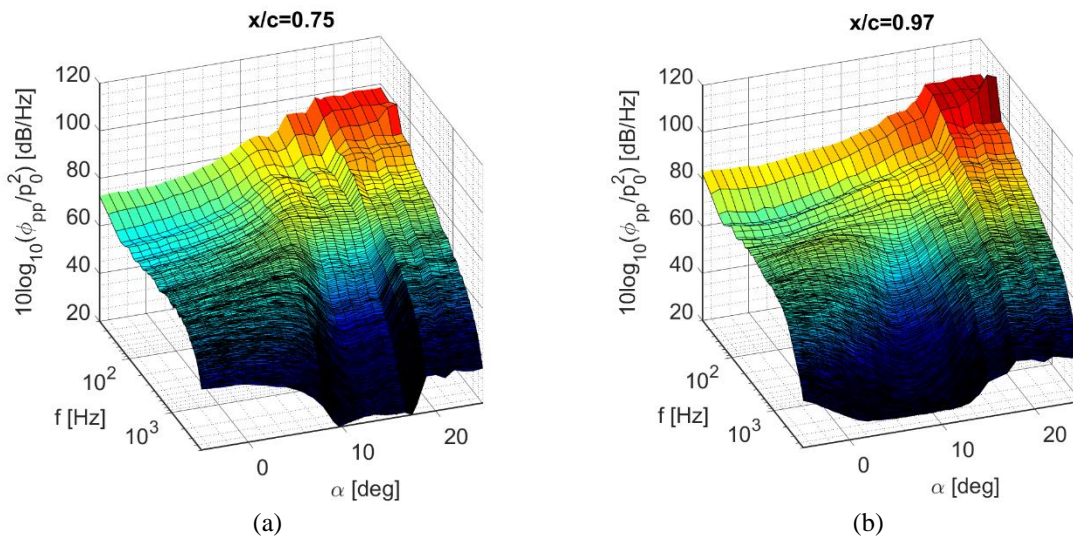 x/c=0.75
120
100
80
60
40
20
10log₁₀(ϕ_pp/p₀²) [dB/Hz]
10²
10³
f [Hz]
0
10
20
α [deg]
(a)
x/c=0.97
120
100
80
60
40
20
10log₁₀(ϕ_pp/p₀²) [dB/Hz]
10²
10³
f [Hz]
0
10
20
α [deg]
(b)